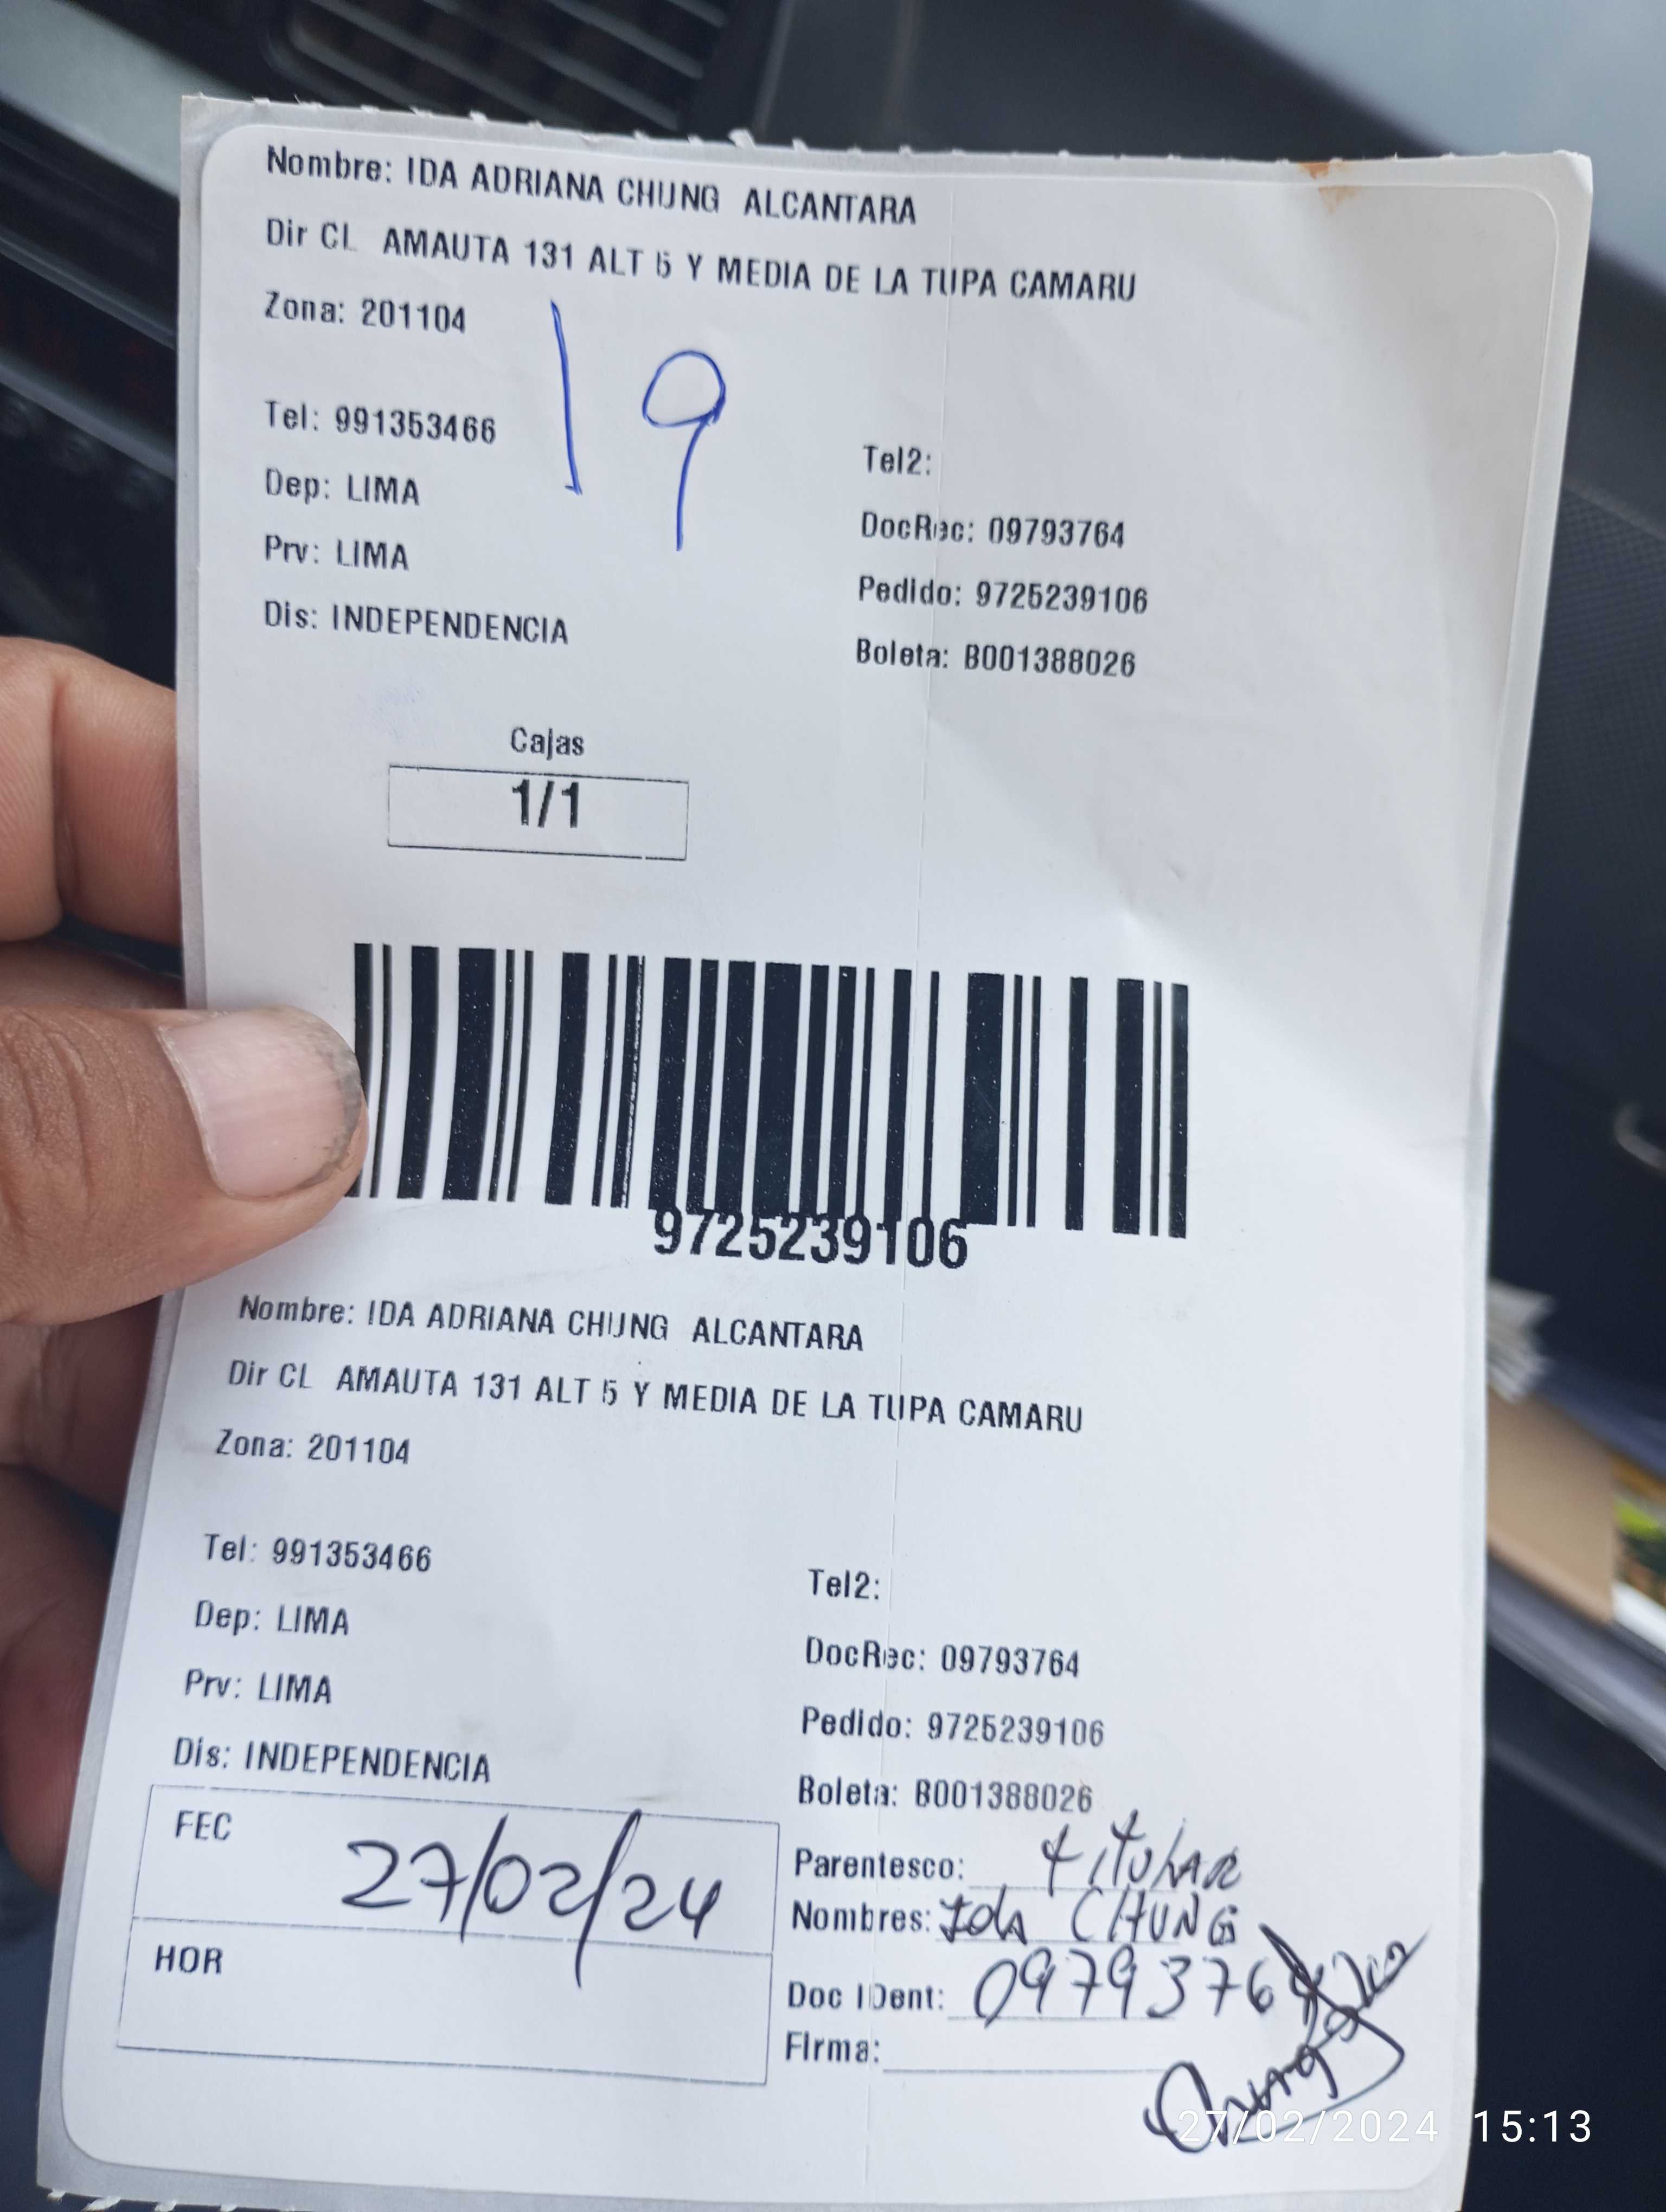 Nombre: IDA ADRIANA CHUNG ALCANTARA
Dir CL AMAUTA 131 ALT 5 Y MEDIA DE LA TUPA CAMARU
Zona: 201104
19
Tel: 991353466
Tel2:
Dep: LIMA
DocRec: 09793764
Prv: LIMA
Pedido: 9725239106
Dis: INDEPENDENCIA
Boleta: B001388026
Cajas
1/1
9725239106
Nombre: IDA ADRIANA CHUNG ALCANTARA
Dir CL AMAUTA 131 ALT 5 Y MEDIA DE LA TUPA CAMARU
Zona: 201104
Tel: 991353466
Tel2:
Dep: LIMA
DocRec: 09793764
Prv: LIMA
Pedido: 9725239106
Dis: INDEPENDENCIA
Boleta: B001388026
FEC 27/02/24
Parentesco: titular
Nombres: Ida CHUNG
HOR
Doc IDent: 09793764
Firma: Chung
27/02/2024 15:13